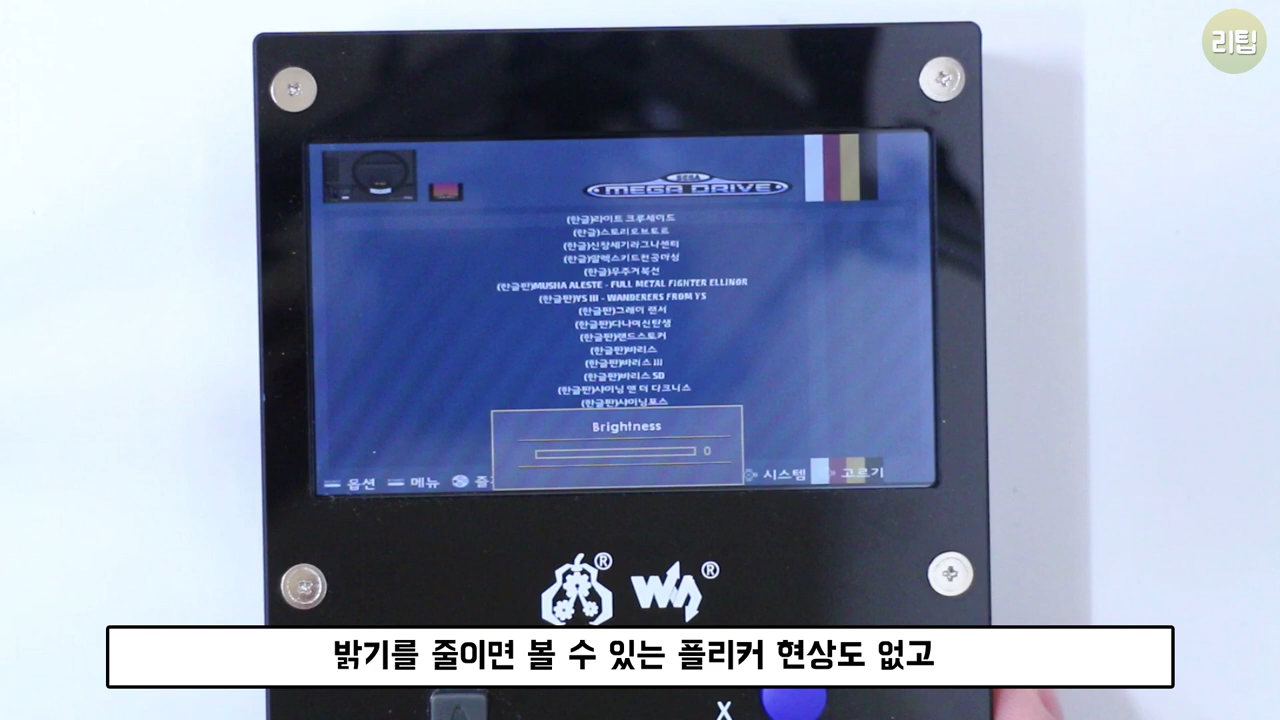 리팁
SEGA
MEGA DRIVE
(한글)라이트 크루세이드
(한글)스토리오브토르
(한글)신창세기라그나센티
(한글)알렉스키드천공마성
(한글)우주거북선
(한글판)MUSHA ALESTE - FULL METAL FIGHTER ELLINOR
(한글판)YS III - WANDERERS FROM YS
(한글판)그래미 랜서
(한글판)다나여신탄생
(한글판)랜드스토커
(한글판)바리스
(한글판)바리스 III
(한글판)바리스 SD
(한글판)샤이닝 앤 더 다크니스
(한글판)샤이닝포스
Brightness
0
옵션 메뉴 즐 시스템 고르기
® ®
밝기를 줄이면 볼 수 있는 플리커 현상도 없고
X